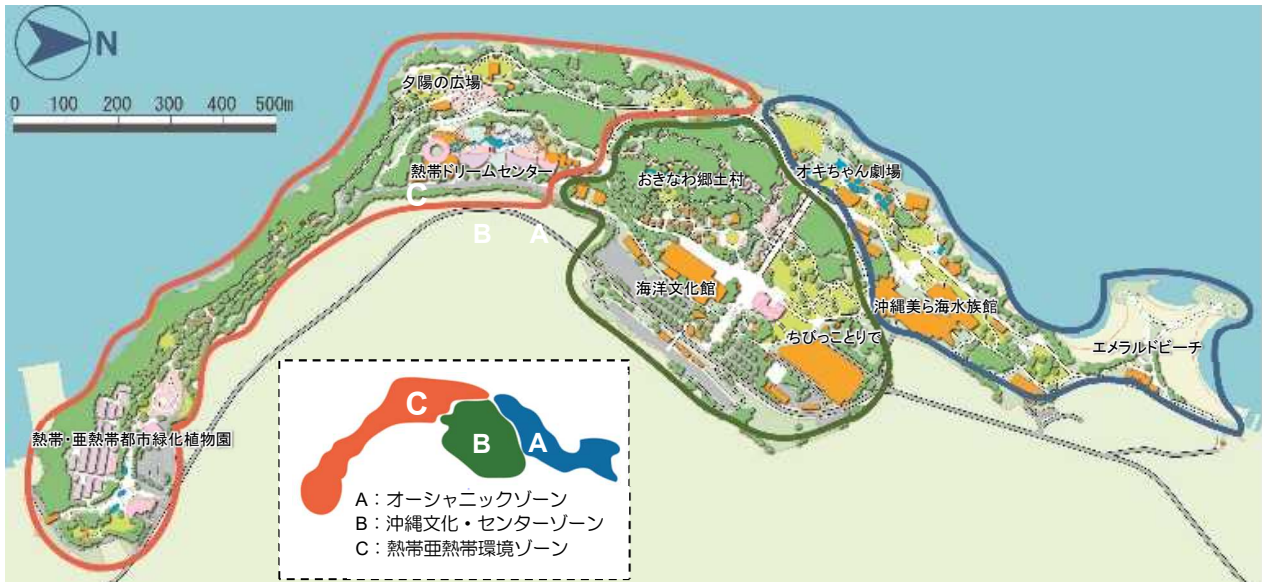 N
0 100 200 300 400 500m
夕陽の広場
熱帯ドリームセンター
C
B
A
おきなわ郷土村
オキちゃん劇場
海洋文化館
沖縄美ら海水族館
ちびっことりで
エメラルドビーチ
熱帯・亜熱帯都市緑化植物園
C
B
A
A：オーシャニックゾーン
B：沖縄文化・センターゾーン
C：熱帯亜熱帯環境ゾーン